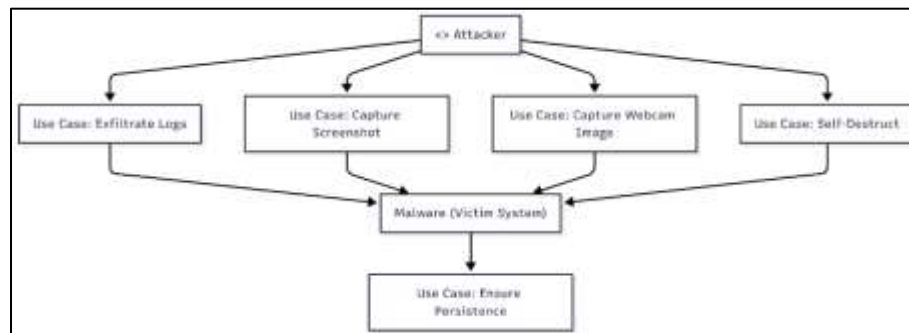 <> Attacker
Use Case: Exfiltrate Logs
Use Case: Capture
Screenshot
Use Case: Capture Webcam
Image
Use Case: Self-Destruct
Malware (Victim System)
Use Case: Ensure
Persistence